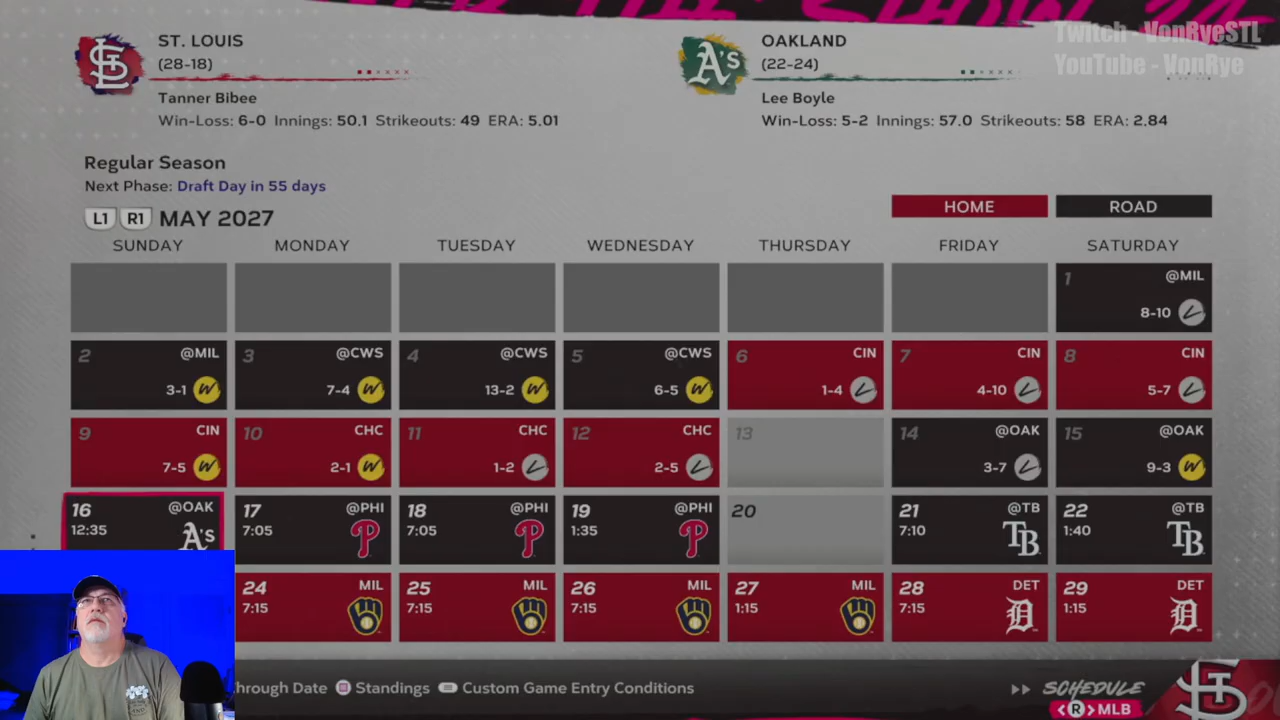 Twitch - VonRyeSTL
YouTube - VonRye
ST. LOUIS
(28-18)
Tanner Bibee
Win-Loss: 6-0 Innings: 50.1 Strikeouts: 49 ERA: 5.01
OAKLAND
(22-24)
A's
Lee Boyle
Win-Loss: 5-2 Innings: 57.0 Strikeouts: 58 ERA: 2.84
Regular Season
Next Phase: Draft Day in 55 days
L1 R1 MAY 2027
HOME ROAD
SUNDAY MONDAY TUESDAY WEDNESDAY THURSDAY FRIDAY SATURDAY
1 @MIL
8-10 L
2 @MIL 3 @CWS 4 @CWS 5 @CWS 6 CIN 7 CIN 8 CIN
3-1 W 7-4 W 13-2 W 6-5 W 1-4 L 4-10 L 5-7 L
9 CIN 10 CHC 11 CHC 12 CHC 13 14 @OAK 15 @OAK
7-5 W 2-1 W 1-2 L 2-5 L 3-7 L 9-3 W
16 @OAK 17 @PHI 18 @PHI 19 @PHI 20 21 @TB 22 @TB
12:35 A's 7:05 P 7:05 P 1:35 P 7:10 TB 1:40 TB
24 MIL 25 MIL 26 MIL 27 MIL 28 DET 29 DET
7:15 7:15 7:15 1:15 7:15 D 1:15 D
hrough Date Standings Custom Game Entry Conditions
SCHEDULE
R MLB